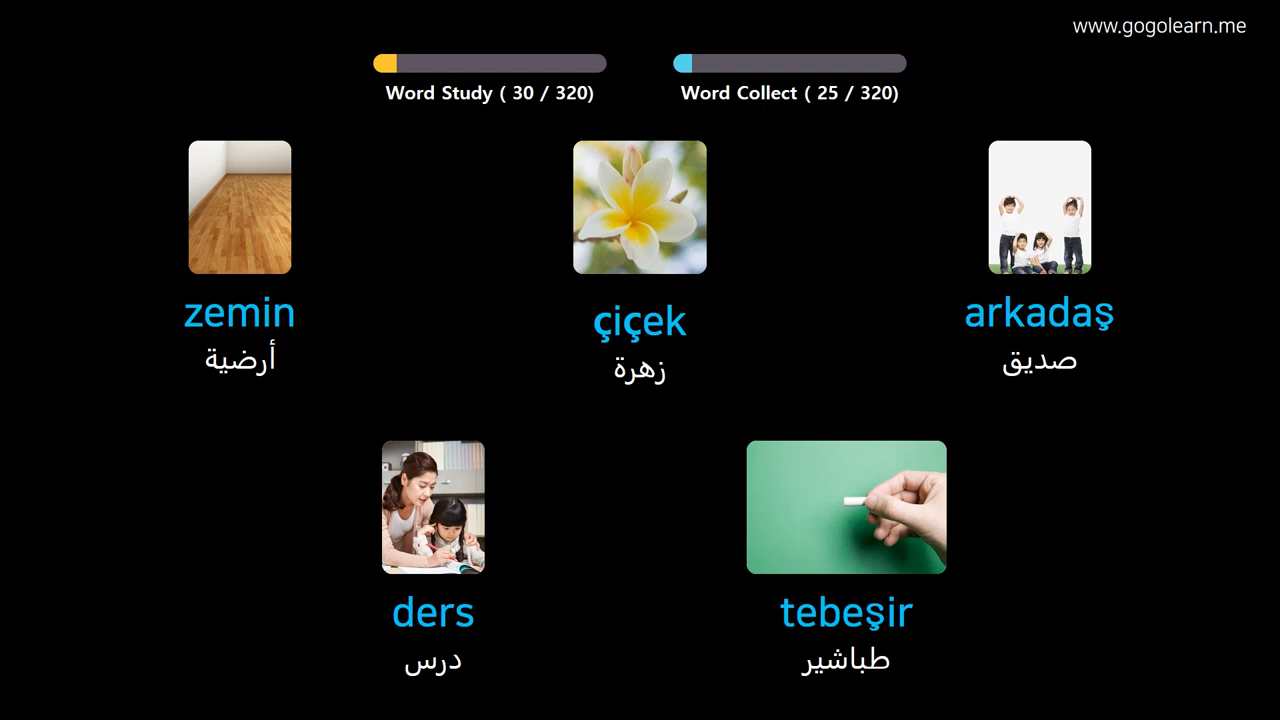 www.gogolearn.me
Word Study ( 30 / 320)
Word Collect ( 25 / 320)
zemin
أرضية
çiçek
زهرة
arkadaş
صديق
ders
درس
tebeşir
طباشير